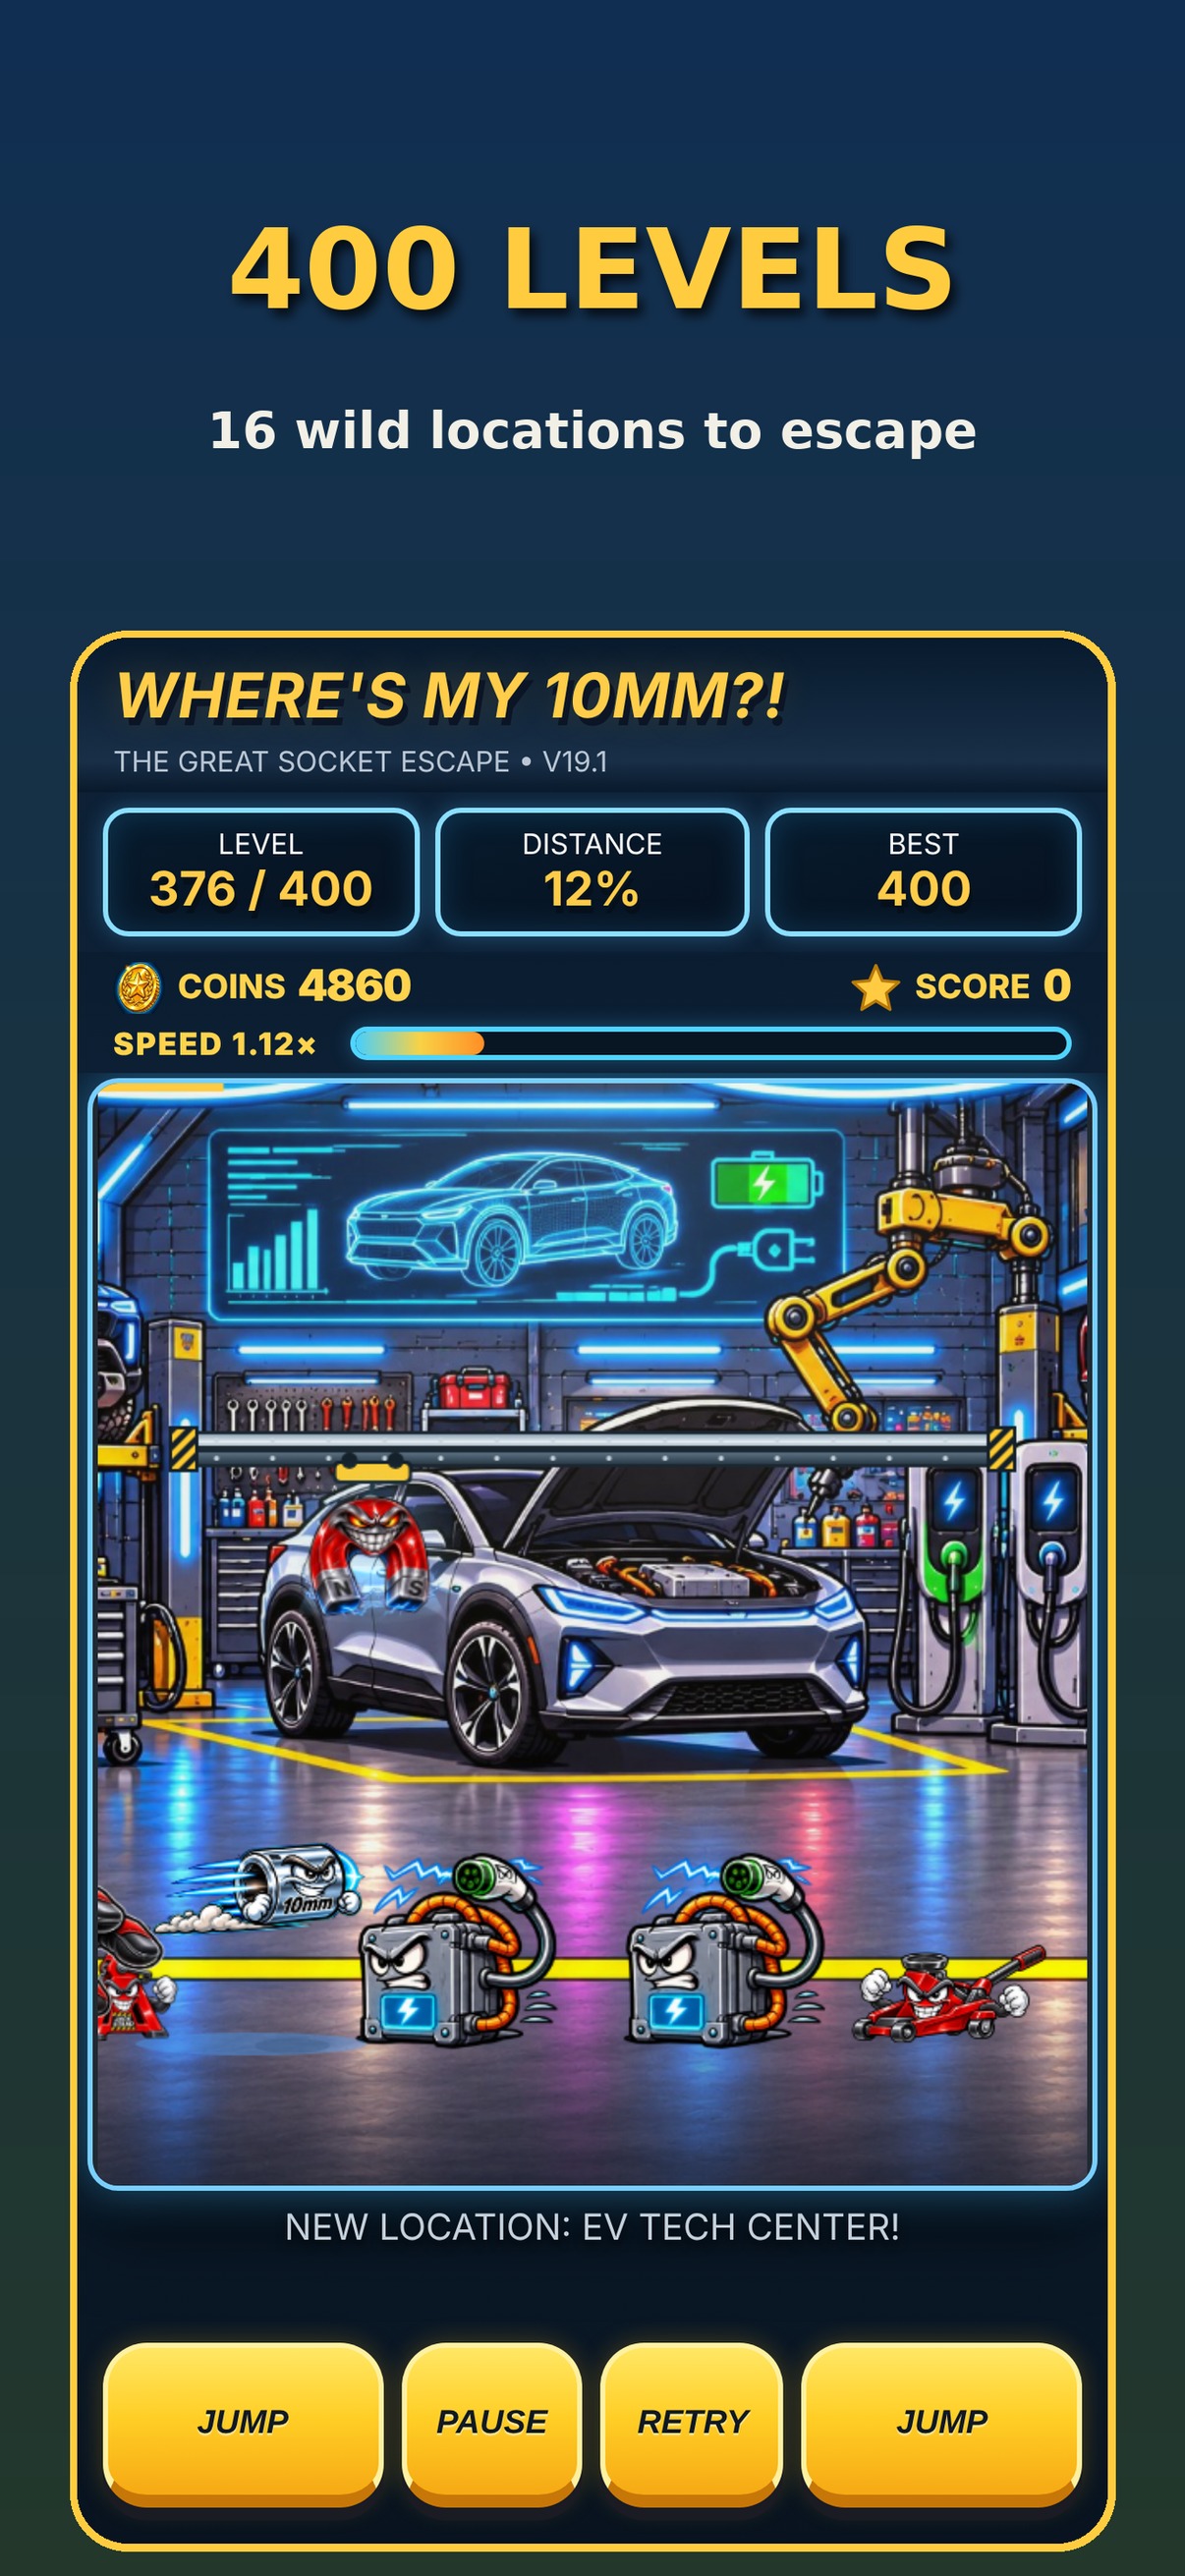 400 LEVELS
16 wild locations to escape
WHERE'S MY 10MM?!
THE GREAT SOCKET ESCAPE • V19.1
LEVEL
376 / 400
DISTANCE
12%
BEST
400
COINS 4860
SCORE 0
SPEED 1.12×
N S
10mm
NEW LOCATION: EV TECH CENTER!
JUMP
PAUSE
RETRY
JUMP